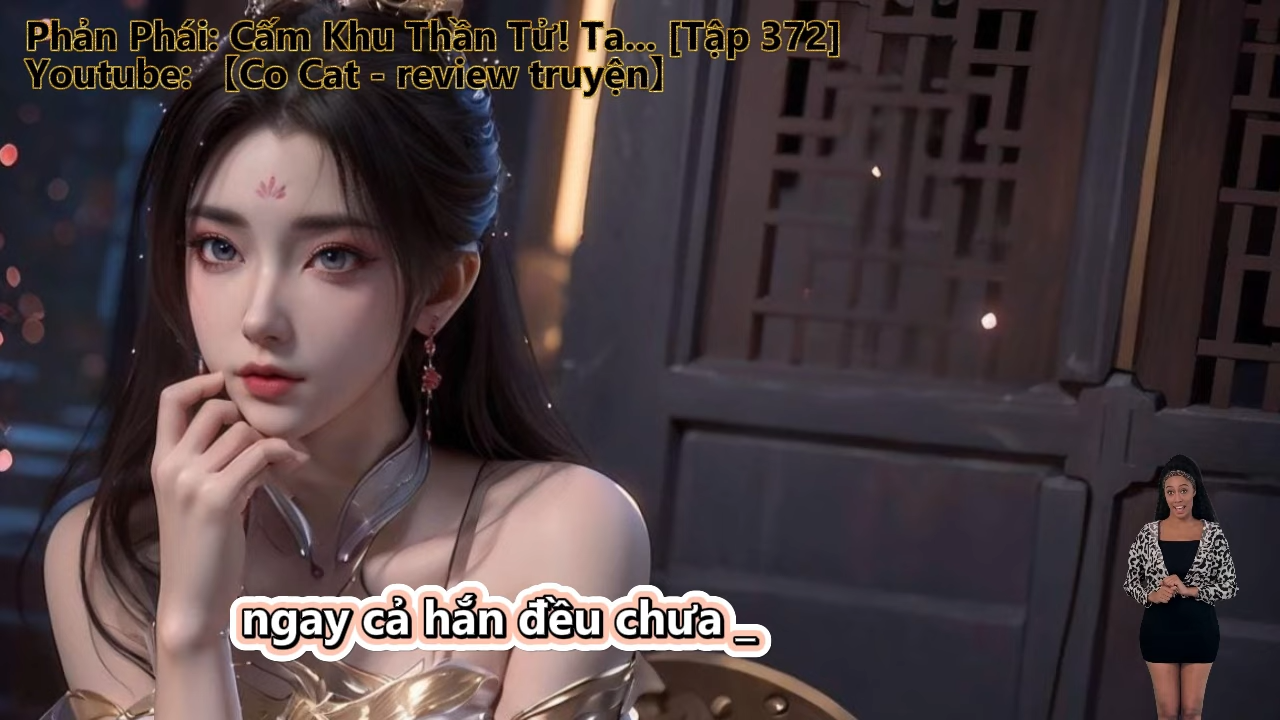 Phản Phái: Cấm Khu Thần Tử! Ta... [Tập 372]
Youtube: 【Co Cat - review truyện】
ngay cả hắn đều chưa _